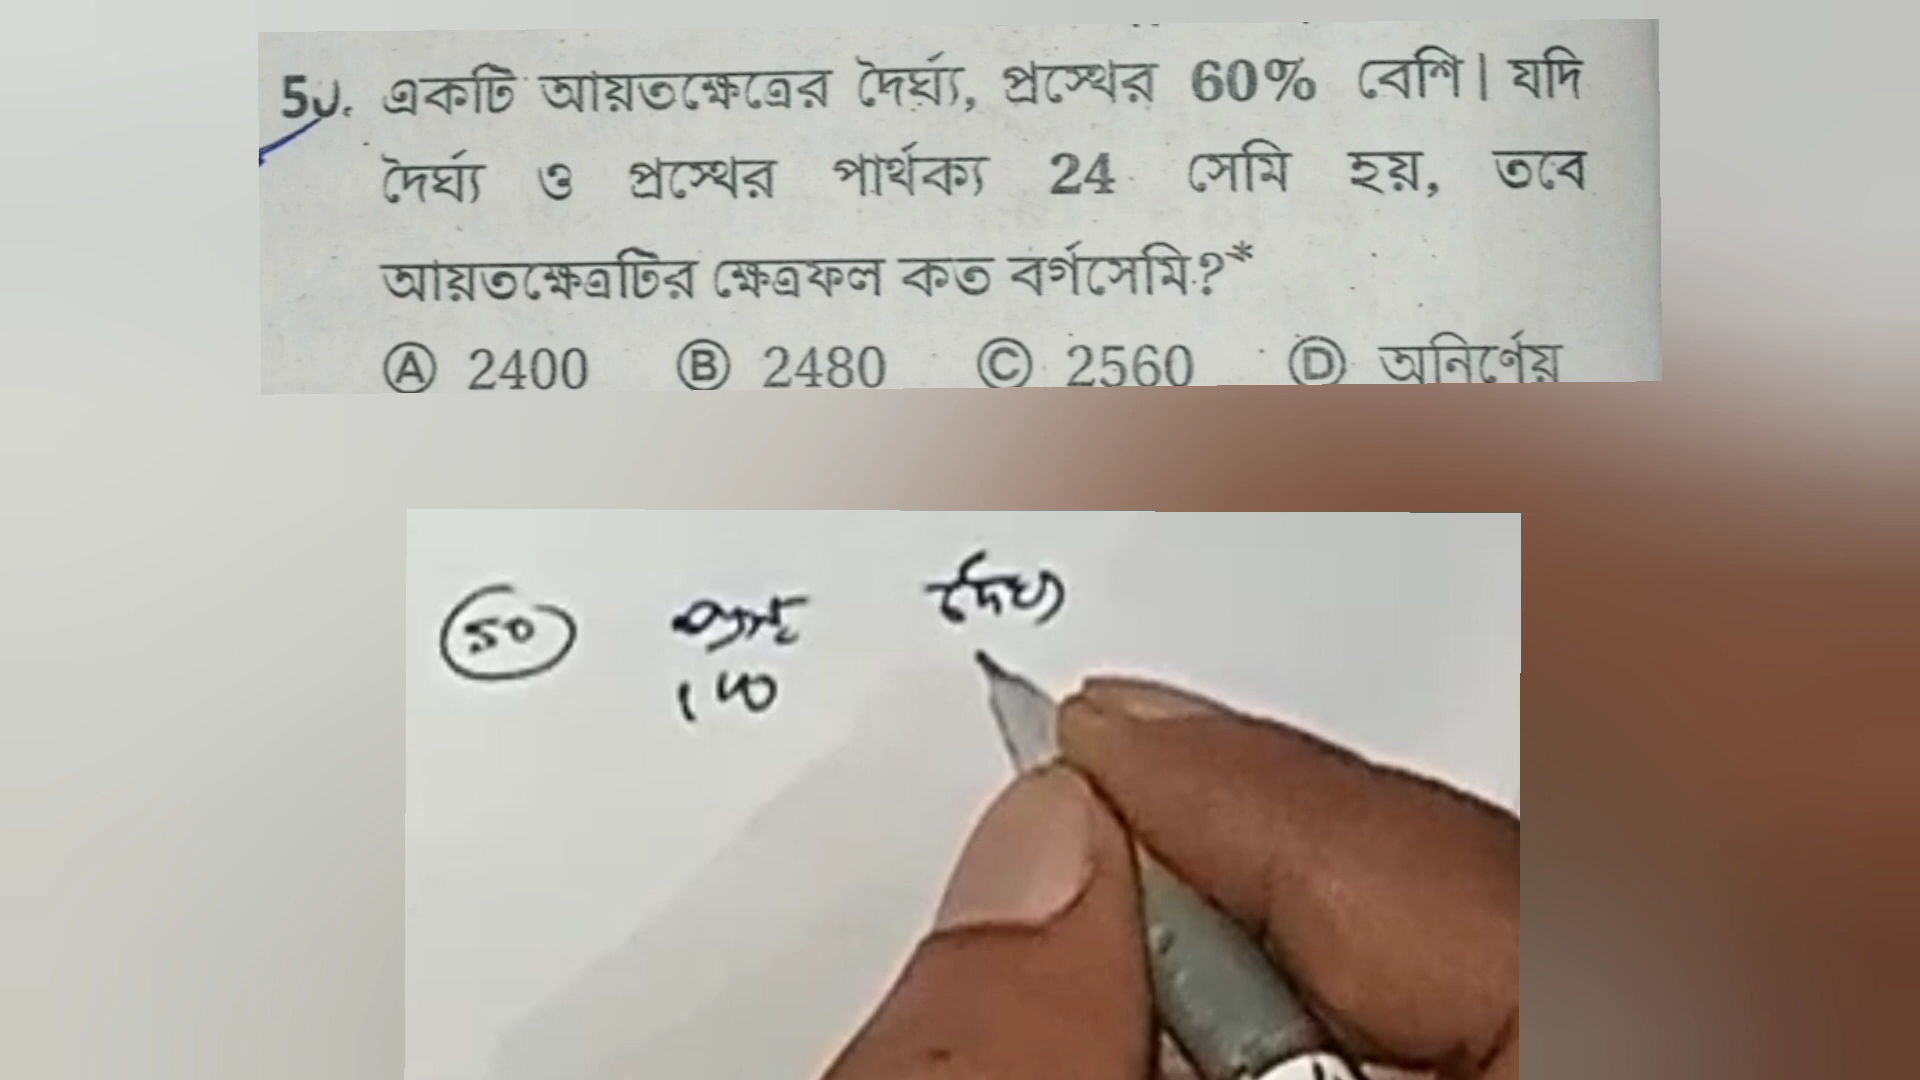 50. একটি আয়তক্ষেত্রের দৈর্ঘ্য, প্রস্থের 60% বেশি। যদি
দৈর্ঘ্য ও প্রস্থের পার্থক্য 24 সেমি হয়, তবে
আয়তক্ষেত্রটির ক্ষেত্রফল কত বর্গসেমি?*
Ⓐ 2400 Ⓑ 2480 Ⓒ 2560 Ⓓ অনির্ণেয়
50 প্রস্থ দৈর্ঘ্য
100